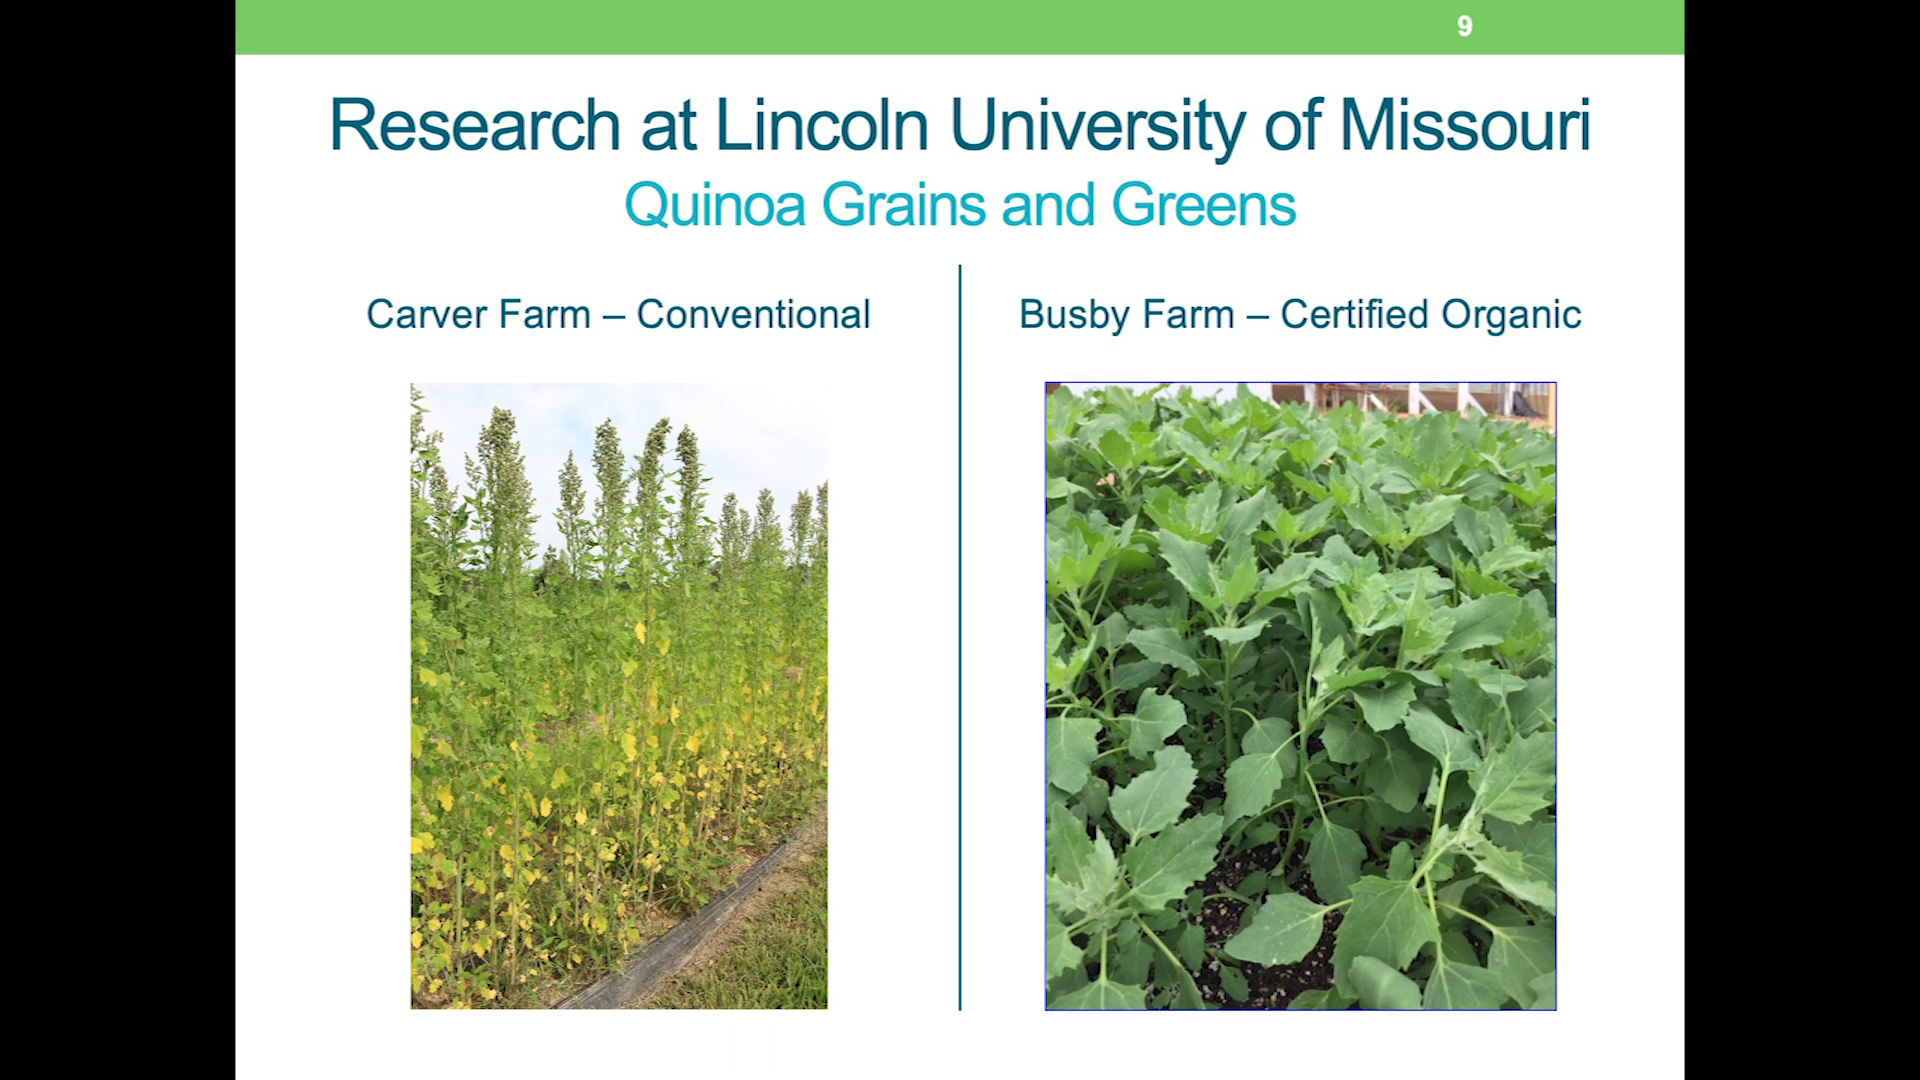 9
Research at Lincoln University of Missouri
Quinoa Grains and Greens
Carver Farm – Conventional
Busby Farm – Certified Organic